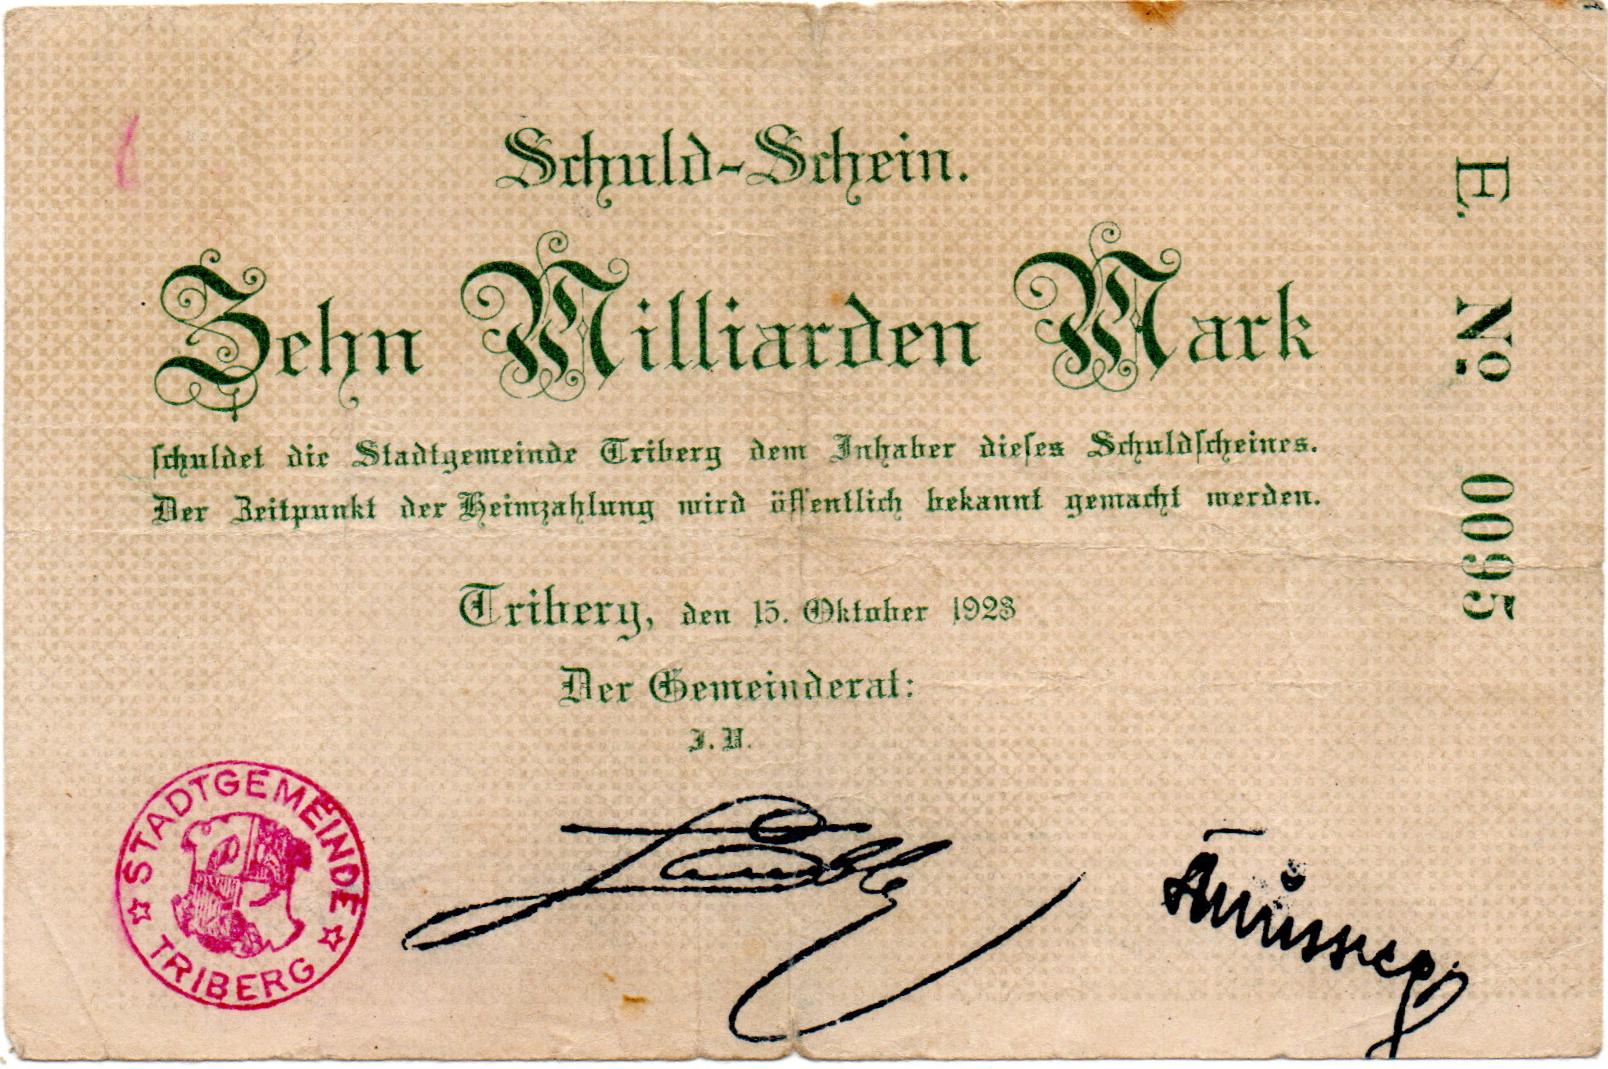 Schuld-Schein.
Zehn Milliarden Mark
schuldet die Stadtgemeinde Triberg dem Inhaber dieses Schuldscheines.
Der Zeitpunkt der Heimzahlung wird öffentlich bekannt gemacht werden.
Triberg, den 15. Oktober 1923
Der Gemeinderat:
J. V.
STADTGEMEINDE
TRIBERG
E. No. 0095